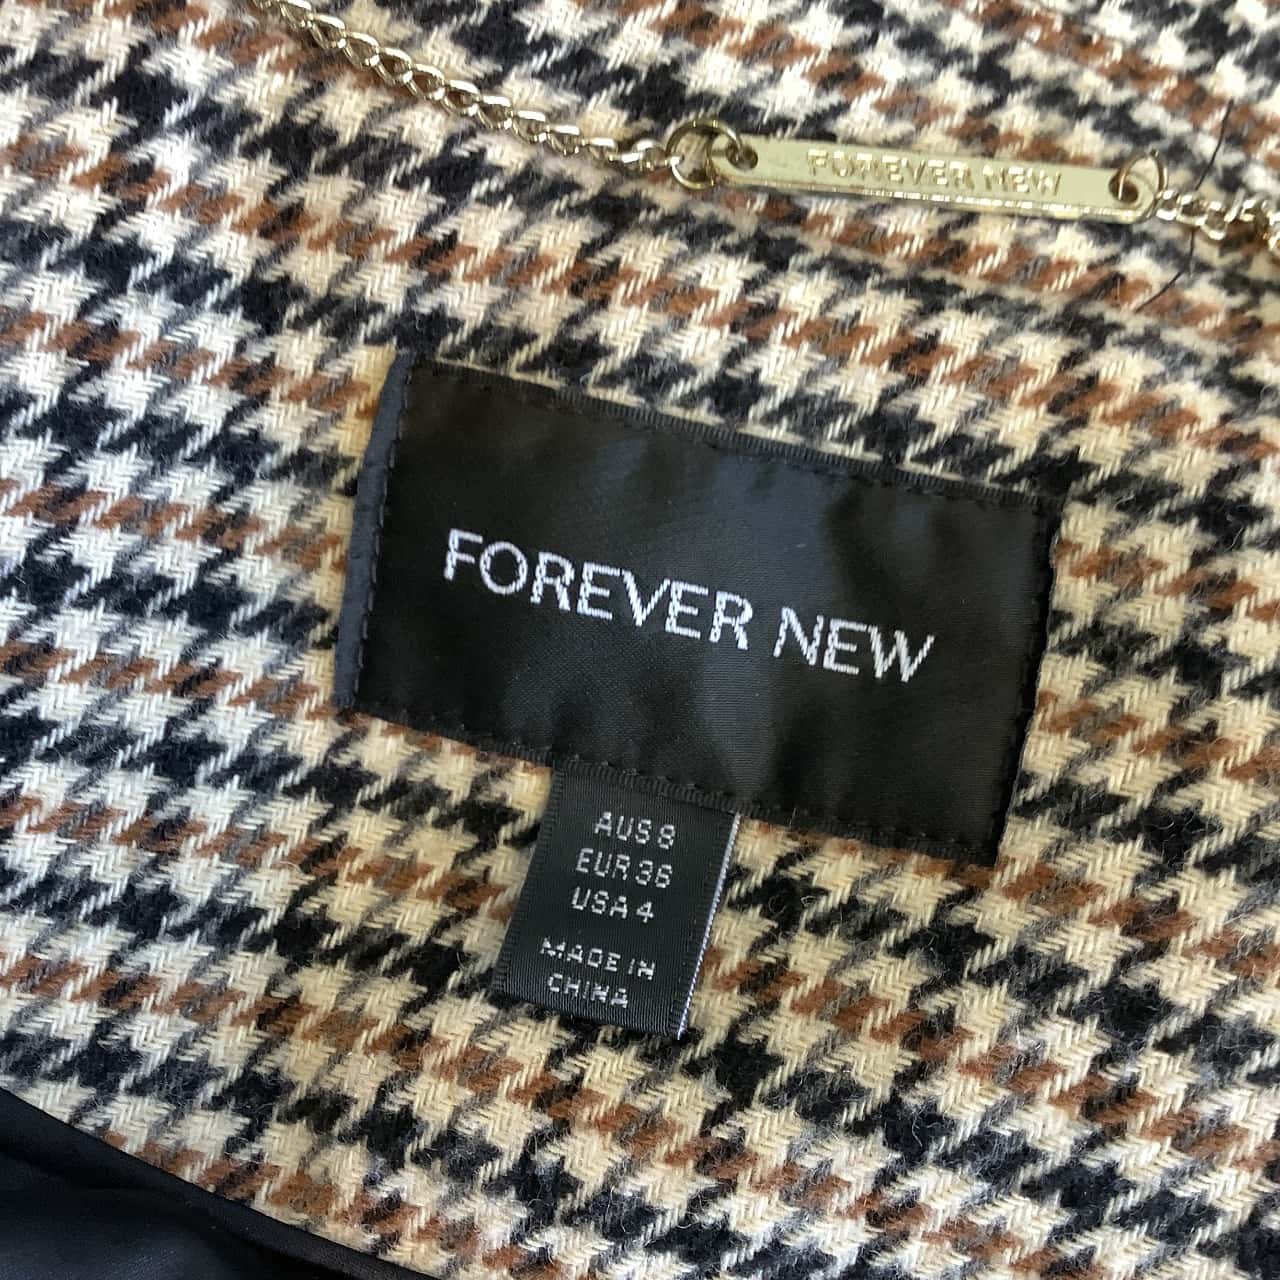 FOREVER NEW
FOREVER NEW
AUS 8
EUR 36
USA 4
MADE IN
CHINA